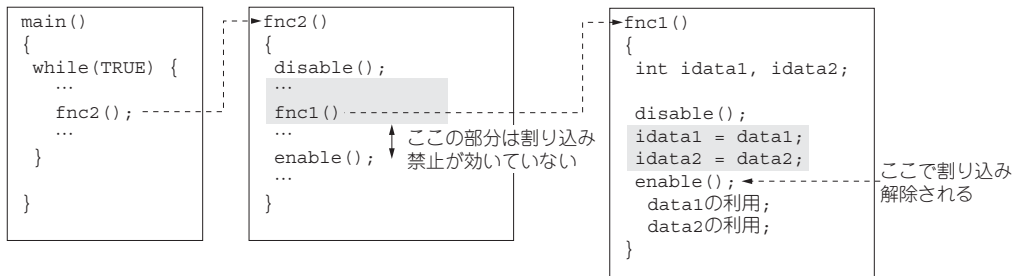 main()
{
while(TRUE) {
…
fnc2();
…
}
}
fnc2()
{
disable();
…
fnc1()
…
enable();
…
}
ここの部分は割り込み
禁止が効いていない
fnc1()
{
int idata1, idata2;
disable();
idata1 = data1;
idata2 = data2;
enable();
data1の利用;
data2の利用;
}
ここで割り込み
解除される